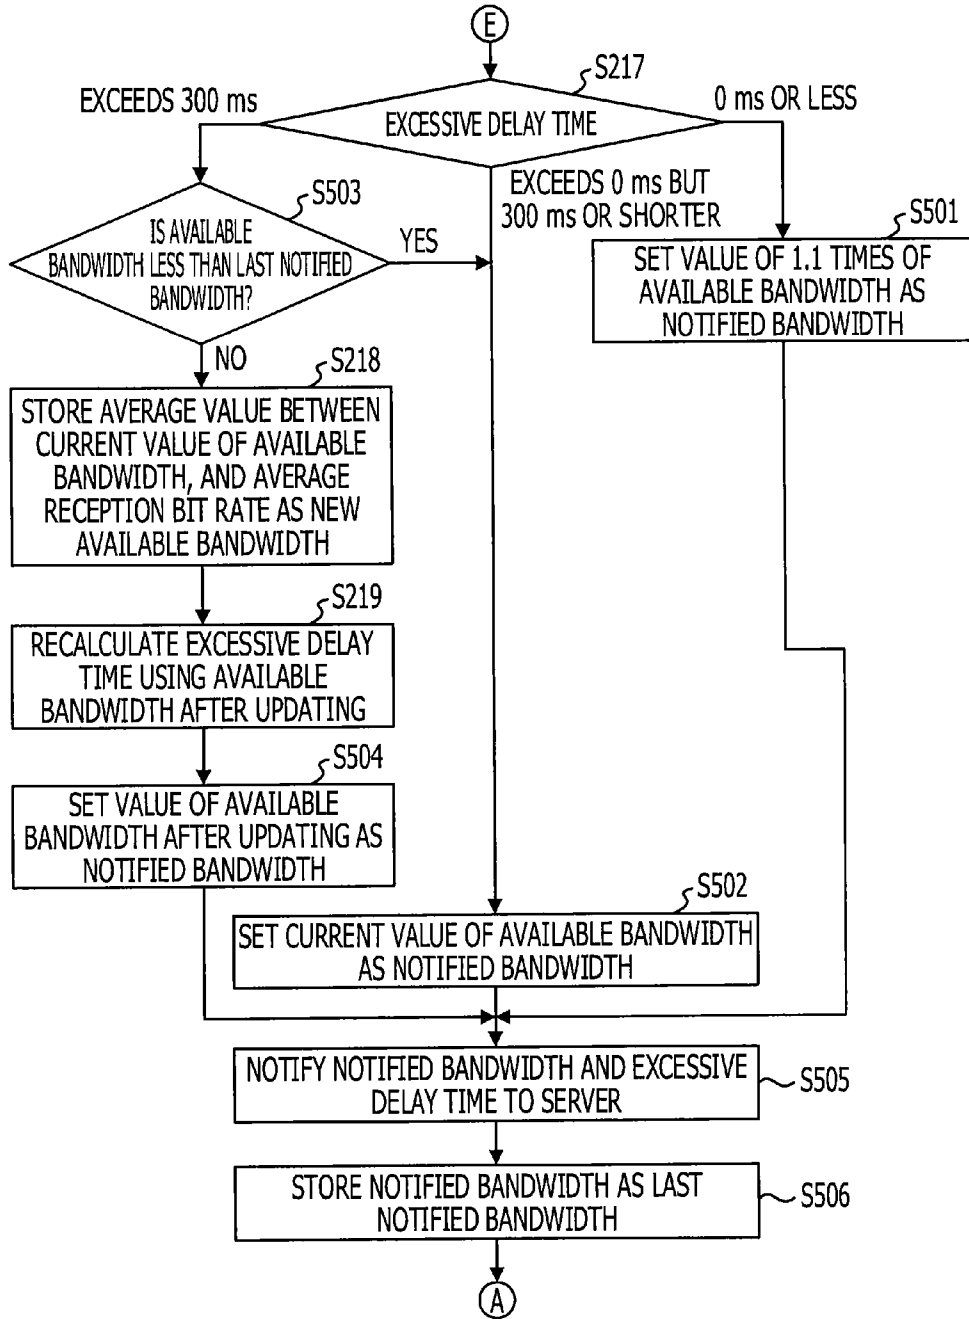 E
S217
EXCEEDS 300 ms
0 ms OR LESS
EXCESSIVE DELAY TIME
EXCEEDS 0 ms BUT
300 ms OR SHORTER
S503
IS AVAILABLE
BANDWIDTH LESS THAN LAST NOTIFIED
BANDWIDTH?
YES
NO
S501
SET VALUE OF 1.1 TIMES OF
AVAILABLE BANDWIDTH AS
NOTIFIED BANDWIDTH
S218
STORE AVERAGE VALUE BETWEEN
CURRENT VALUE OF AVAILABLE
BANDWIDTH, AND AVERAGE
RECEPTION BIT RATE AS NEW
AVAILABLE BANDWIDTH
S219
RECALCULATE EXCESSIVE DELAY
TIME USING AVAILABLE
BANDWIDTH AFTER UPDATING
S504
SET VALUE OF AVAILABLE
BANDWIDTH AFTER UPDATING AS
NOTIFIED BANDWIDTH
S502
SET CURRENT VALUE OF AVAILABLE BANDWIDTH
AS NOTIFIED BANDWIDTH
NOTIFY NOTIFIED BANDWIDTH AND EXCESSIVE
DELAY TIME TO SERVER
S505
STORE NOTIFIED BANDWIDTH AS LAST
NOTIFIED BANDWIDTH
S506
A